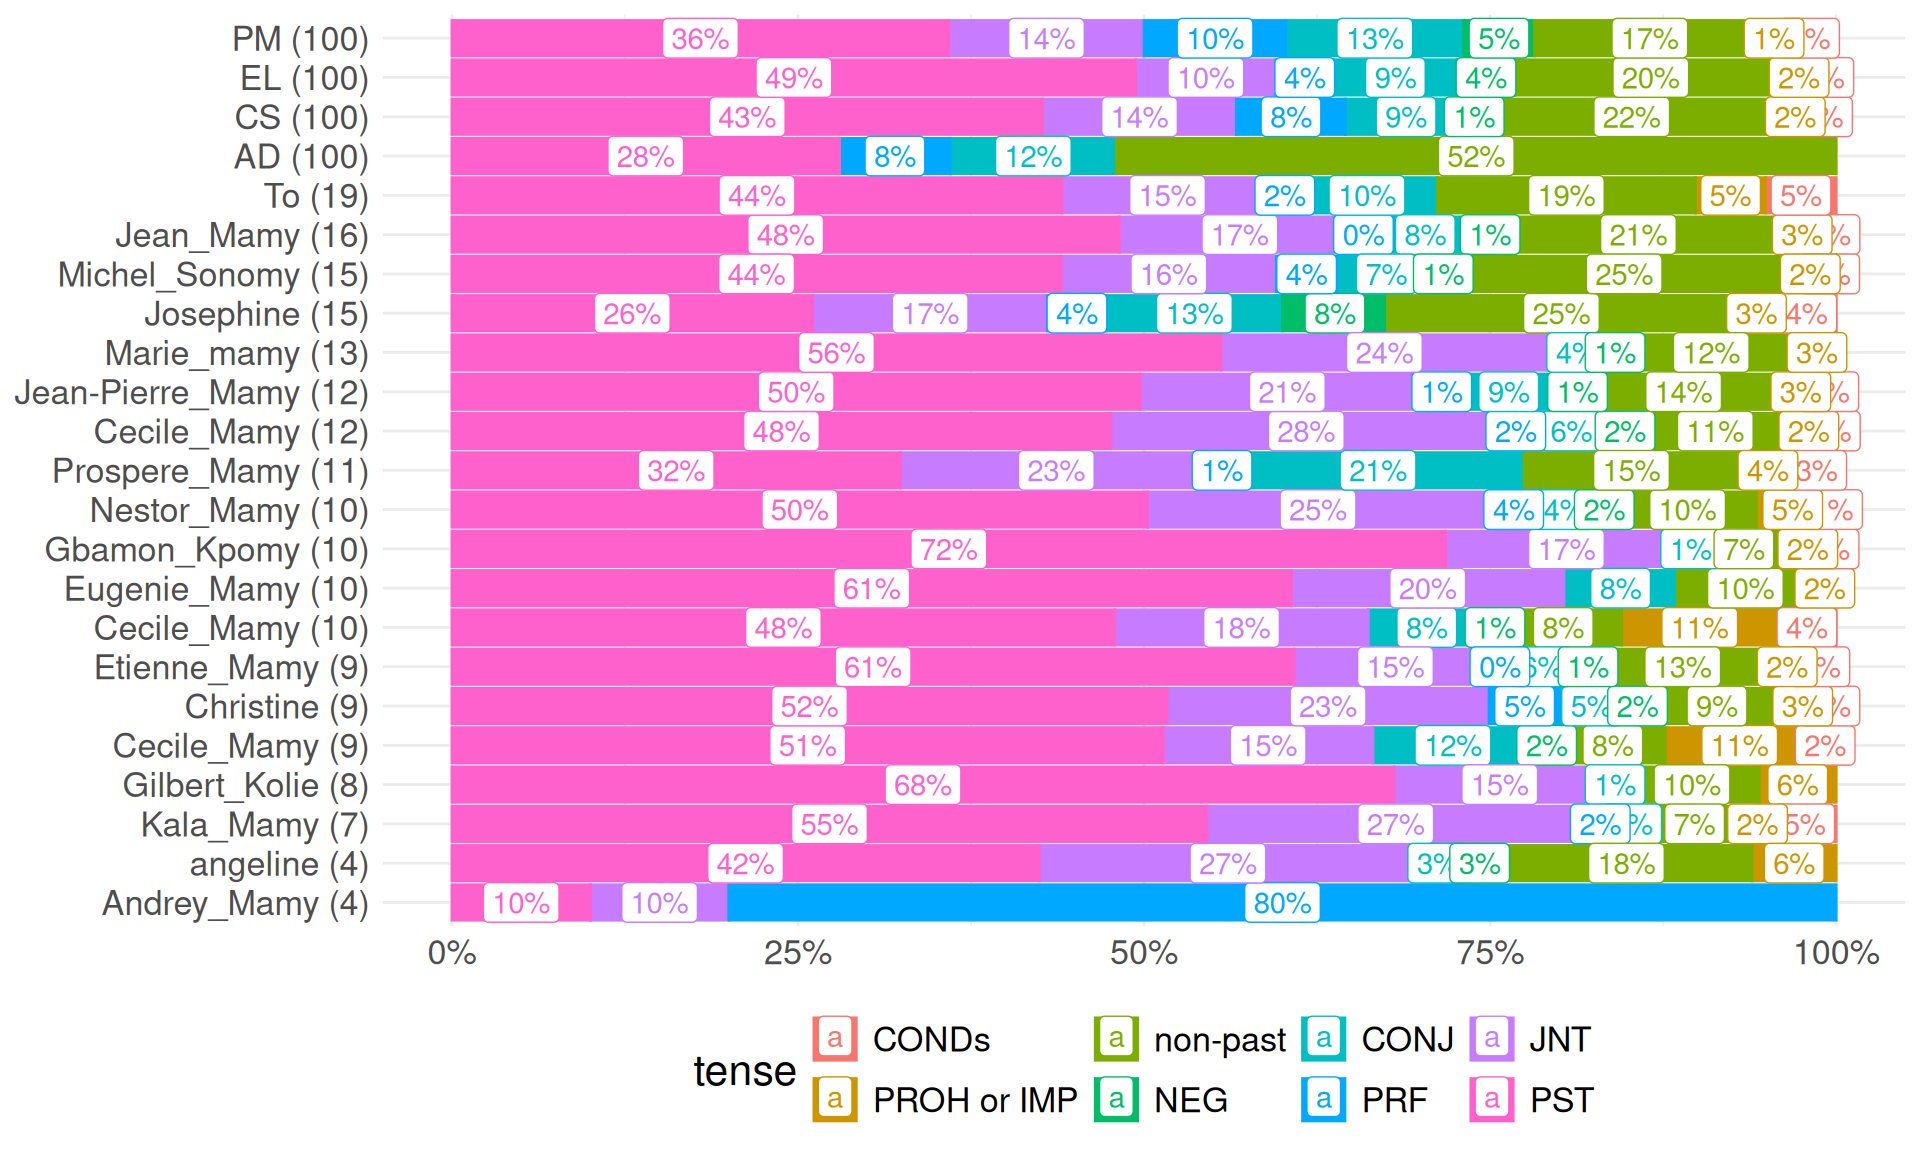 PM (100) 36% 14% 10% 13% 5% 17% 1% %
EL (100) 49% 10% 4% 9% 4% 20% 2%
CS (100) 43% 14% 8% 9% 1% 22% 2%
AD (100) 28% 8% 12% 52%
To (19) 44% 15% 2% 10% 19% 5% 5%
Jean_Mamy (16) 48% 17% 0% 8% 1% 21% 3%
Michel_Sonomy (15) 44% 16% 4% 7% 1% 25% 2%
Josephine (15) 26% 17% 4% 13% 8% 25% 3% 4%
Marie_mamy (13) 56% 24% 4% 1% 12% 3%
Jean-Pierre_Mamy (12) 50% 21% 1% 9% 1% 14% 3%
Cecile_Mamy (12) 48% 28% 2% 6% 2% 11% 2%
Prospere_Mamy (11) 32% 23% 1% 21% 15% 4% 3%
Nestor_Mamy (10) 50% 25% 4% 4% 2% 10% 5% %
Gbamon_Kpomy (10) 72% 17% 1% 7% 2%
Eugenie_Mamy (10) 61% 20% 8% 10% 2%
Cecile_Mamy (10) 48% 18% 8% 1% 8% 11% 4%
Etienne_Mamy (9) 61% 15% 0% 6% 1% 13% 2% %
Christine (9) 52% 23% 5% 5% 2% 9% 3%
Cecile_Mamy (9) 51% 15% 12% 2% 8% 11% 2%
Gilbert_Kolie (8) 68% 15% 1% 10% 6%
Kala_Mamy (7) 55% 27% 2% % 7% 2% 5%
angeline (4) 42% 27% 3% 3% 18% 6%
Andrey_Mamy (4) 10% 10% 80%
0% 25% 50% 75% 100%
tense
a CONDs a non-past a CONJ a JNT
a PROH or IMP a NEG a PRF a PST